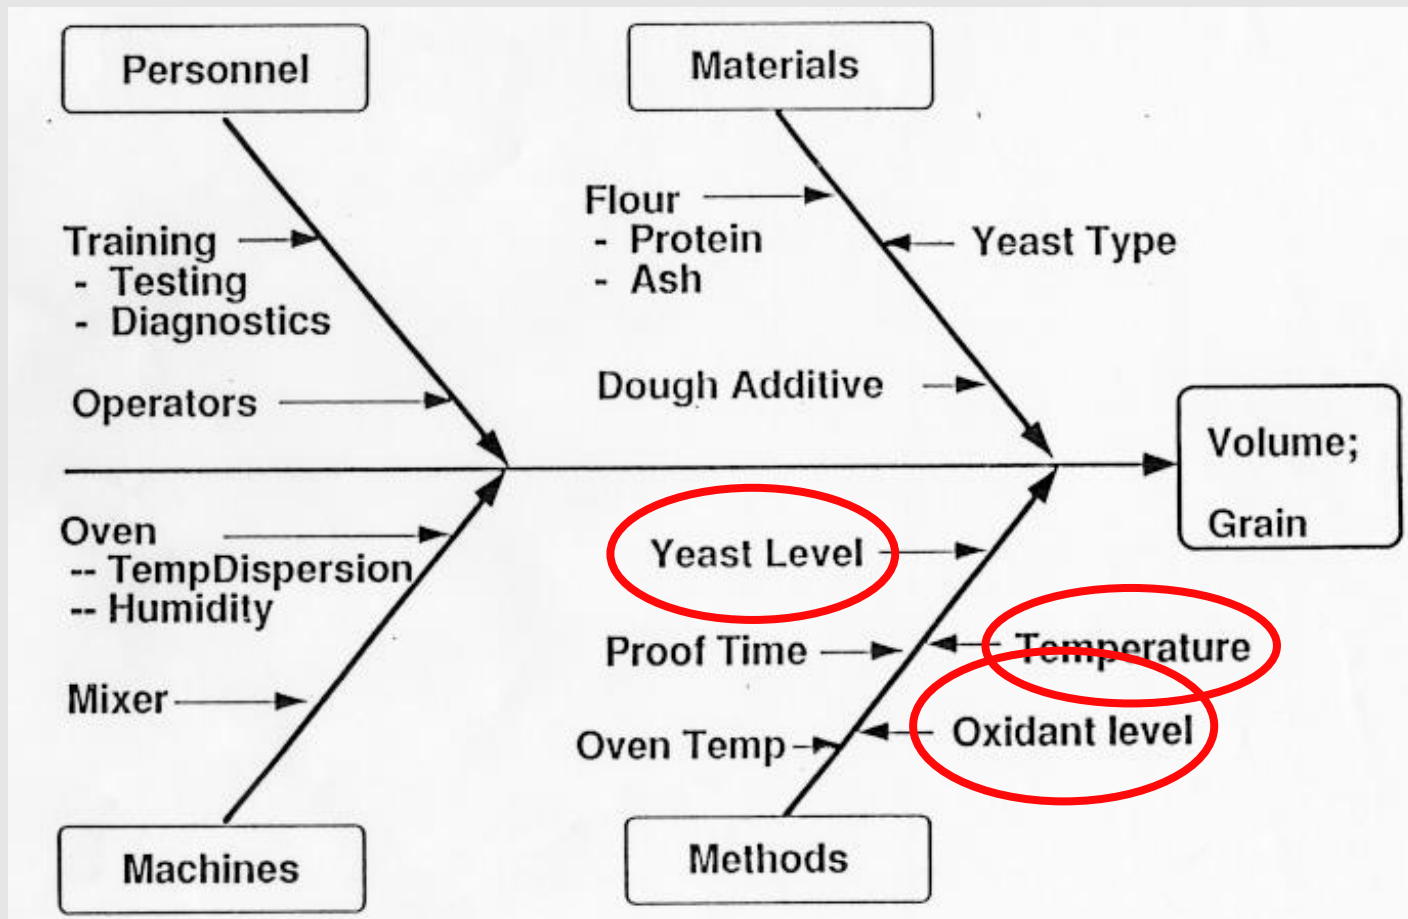 Personnel
Materials
Training
- Testing
- Diagnostics
Operators
Flour
- Protein
- Ash
Yeast Type
Dough Additive
Volume;
Grain
Oven
-- TempDispersion
-- Humidity
Mixer
Yeast Level
Proof Time
Temperature
Oven Temp
Oxidant level
Machines
Methods